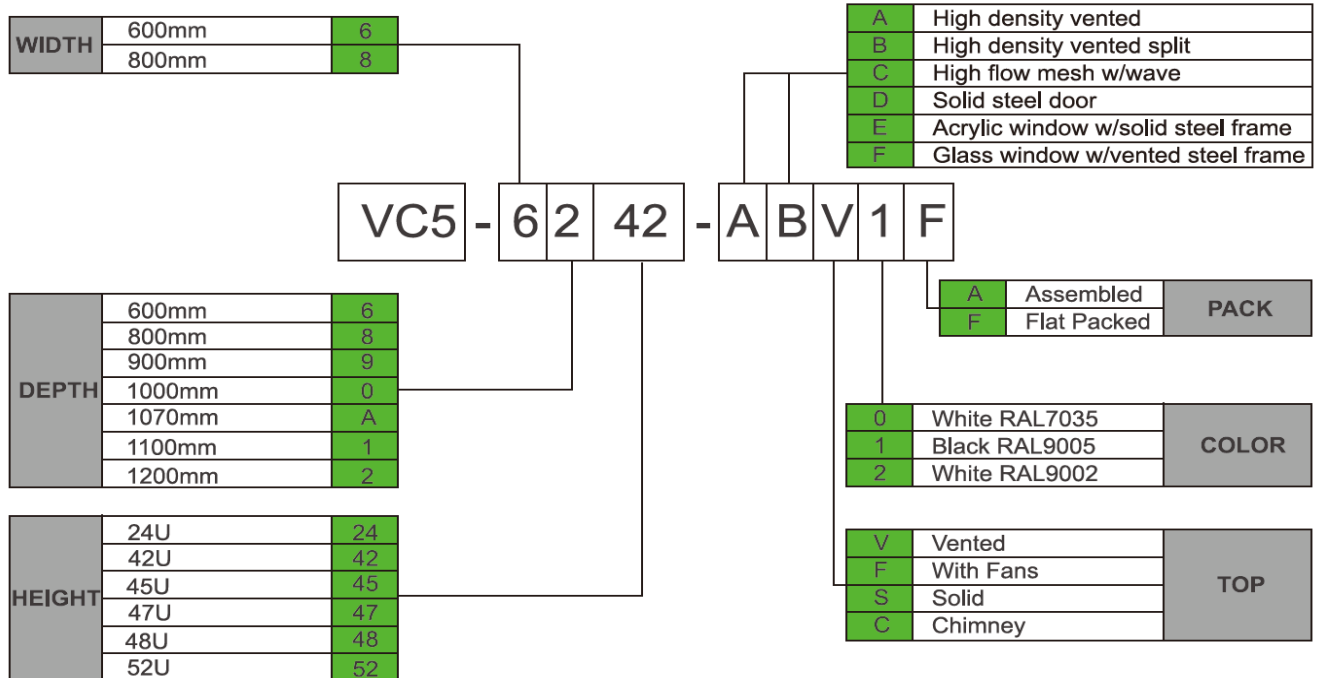 WIDTH
600mm 6
800mm 8
A High density vented
B High density vented split
C High flow mesh w/wave
D Solid steel door
E Acrylic window w/solid steel frame
F Glass window w/vented steel frame
VC5 - 6 2 42 - A B V 1 F
DEPTH
600mm 6
800mm 8
900mm 9
1000mm 0
1070mm A
1100mm 1
1200mm 2
HEIGHT
24U 24
42U 42
45U 45
47U 47
48U 48
52U 52
A Assembled
F Flat Packed
PACK
0 White RAL7035
1 Black RAL9005
2 White RAL9002
COLOR
V Vented
F With Fans
S Solid
C Chimney
TOP